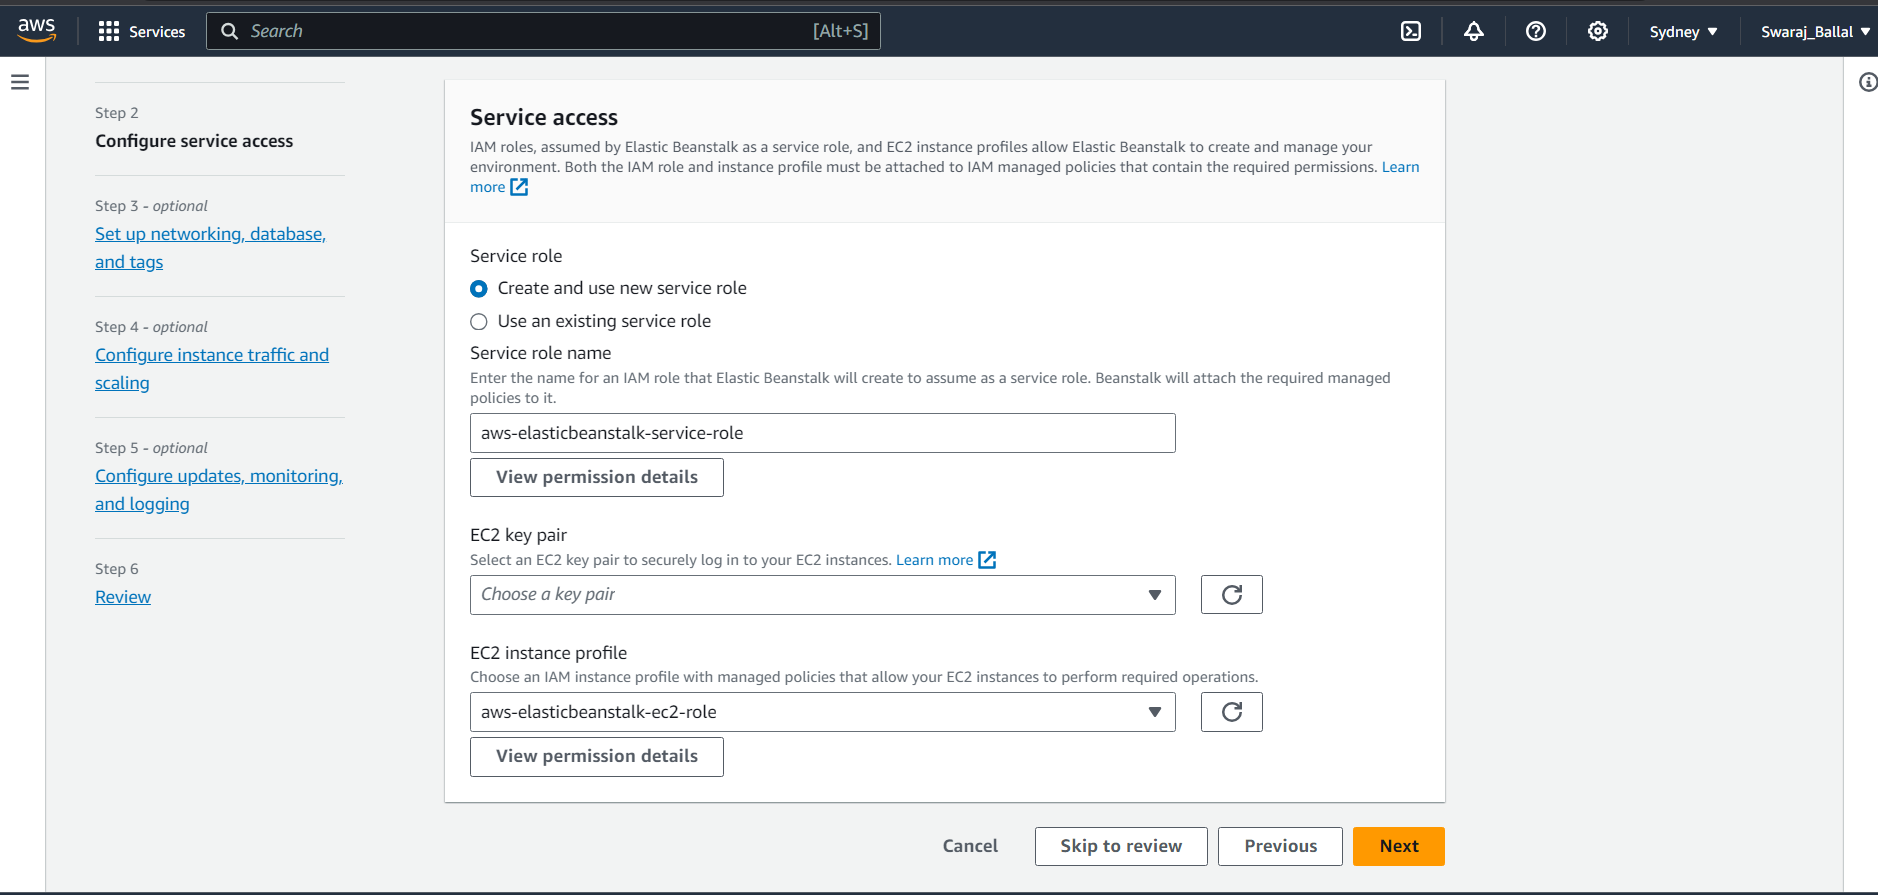 aws
Services
Search
[Alt+S]
Sydney
Swaraj_Ballal
Step 2
Configure service access
Step 3 - optional
Set up networking, database,
and tags
Step 4 - optional
Configure instance traffic and
scaling
Step 5 - optional
Configure updates, monitoring,
and logging
Step 6
Review
Service access
IAM roles, assumed by Elastic Beanstalk as a service role, and EC2 instance profiles allow Elastic Beanstalk to create and manage your
environment. Both the IAM role and instance profile must be attached to IAM managed policies that contain the required permissions. Learn
more
Service role
Create and use new service role
Use an existing service role
Service role name
Enter the name for an IAM role that Elastic Beanstalk will create to assume as a service role. Beanstalk will attach the required managed
policies to it.
aws-elasticbeanstalk-service-role
View permission details
EC2 key pair
Select an EC2 key pair to securely log in to your EC2 instances. Learn more
Choose a key pair
EC2 instance profile
Choose an IAM instance profile with managed policies that allow your EC2 instances to perform required operations.
aws-elasticbeanstalk-ec2-role
View permission details
Cancel
Skip to review
Previous
Next